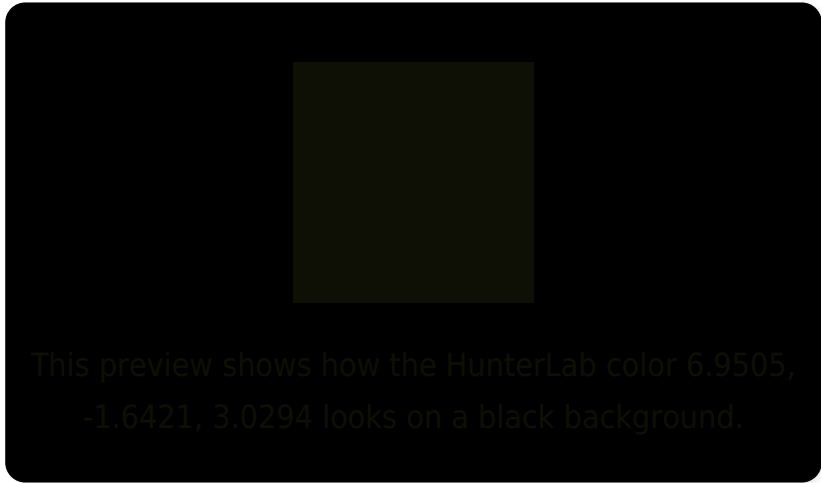 This preview shows how the HunterLab color 6.9505,
-1.6421, 3.0294 looks on a black background.